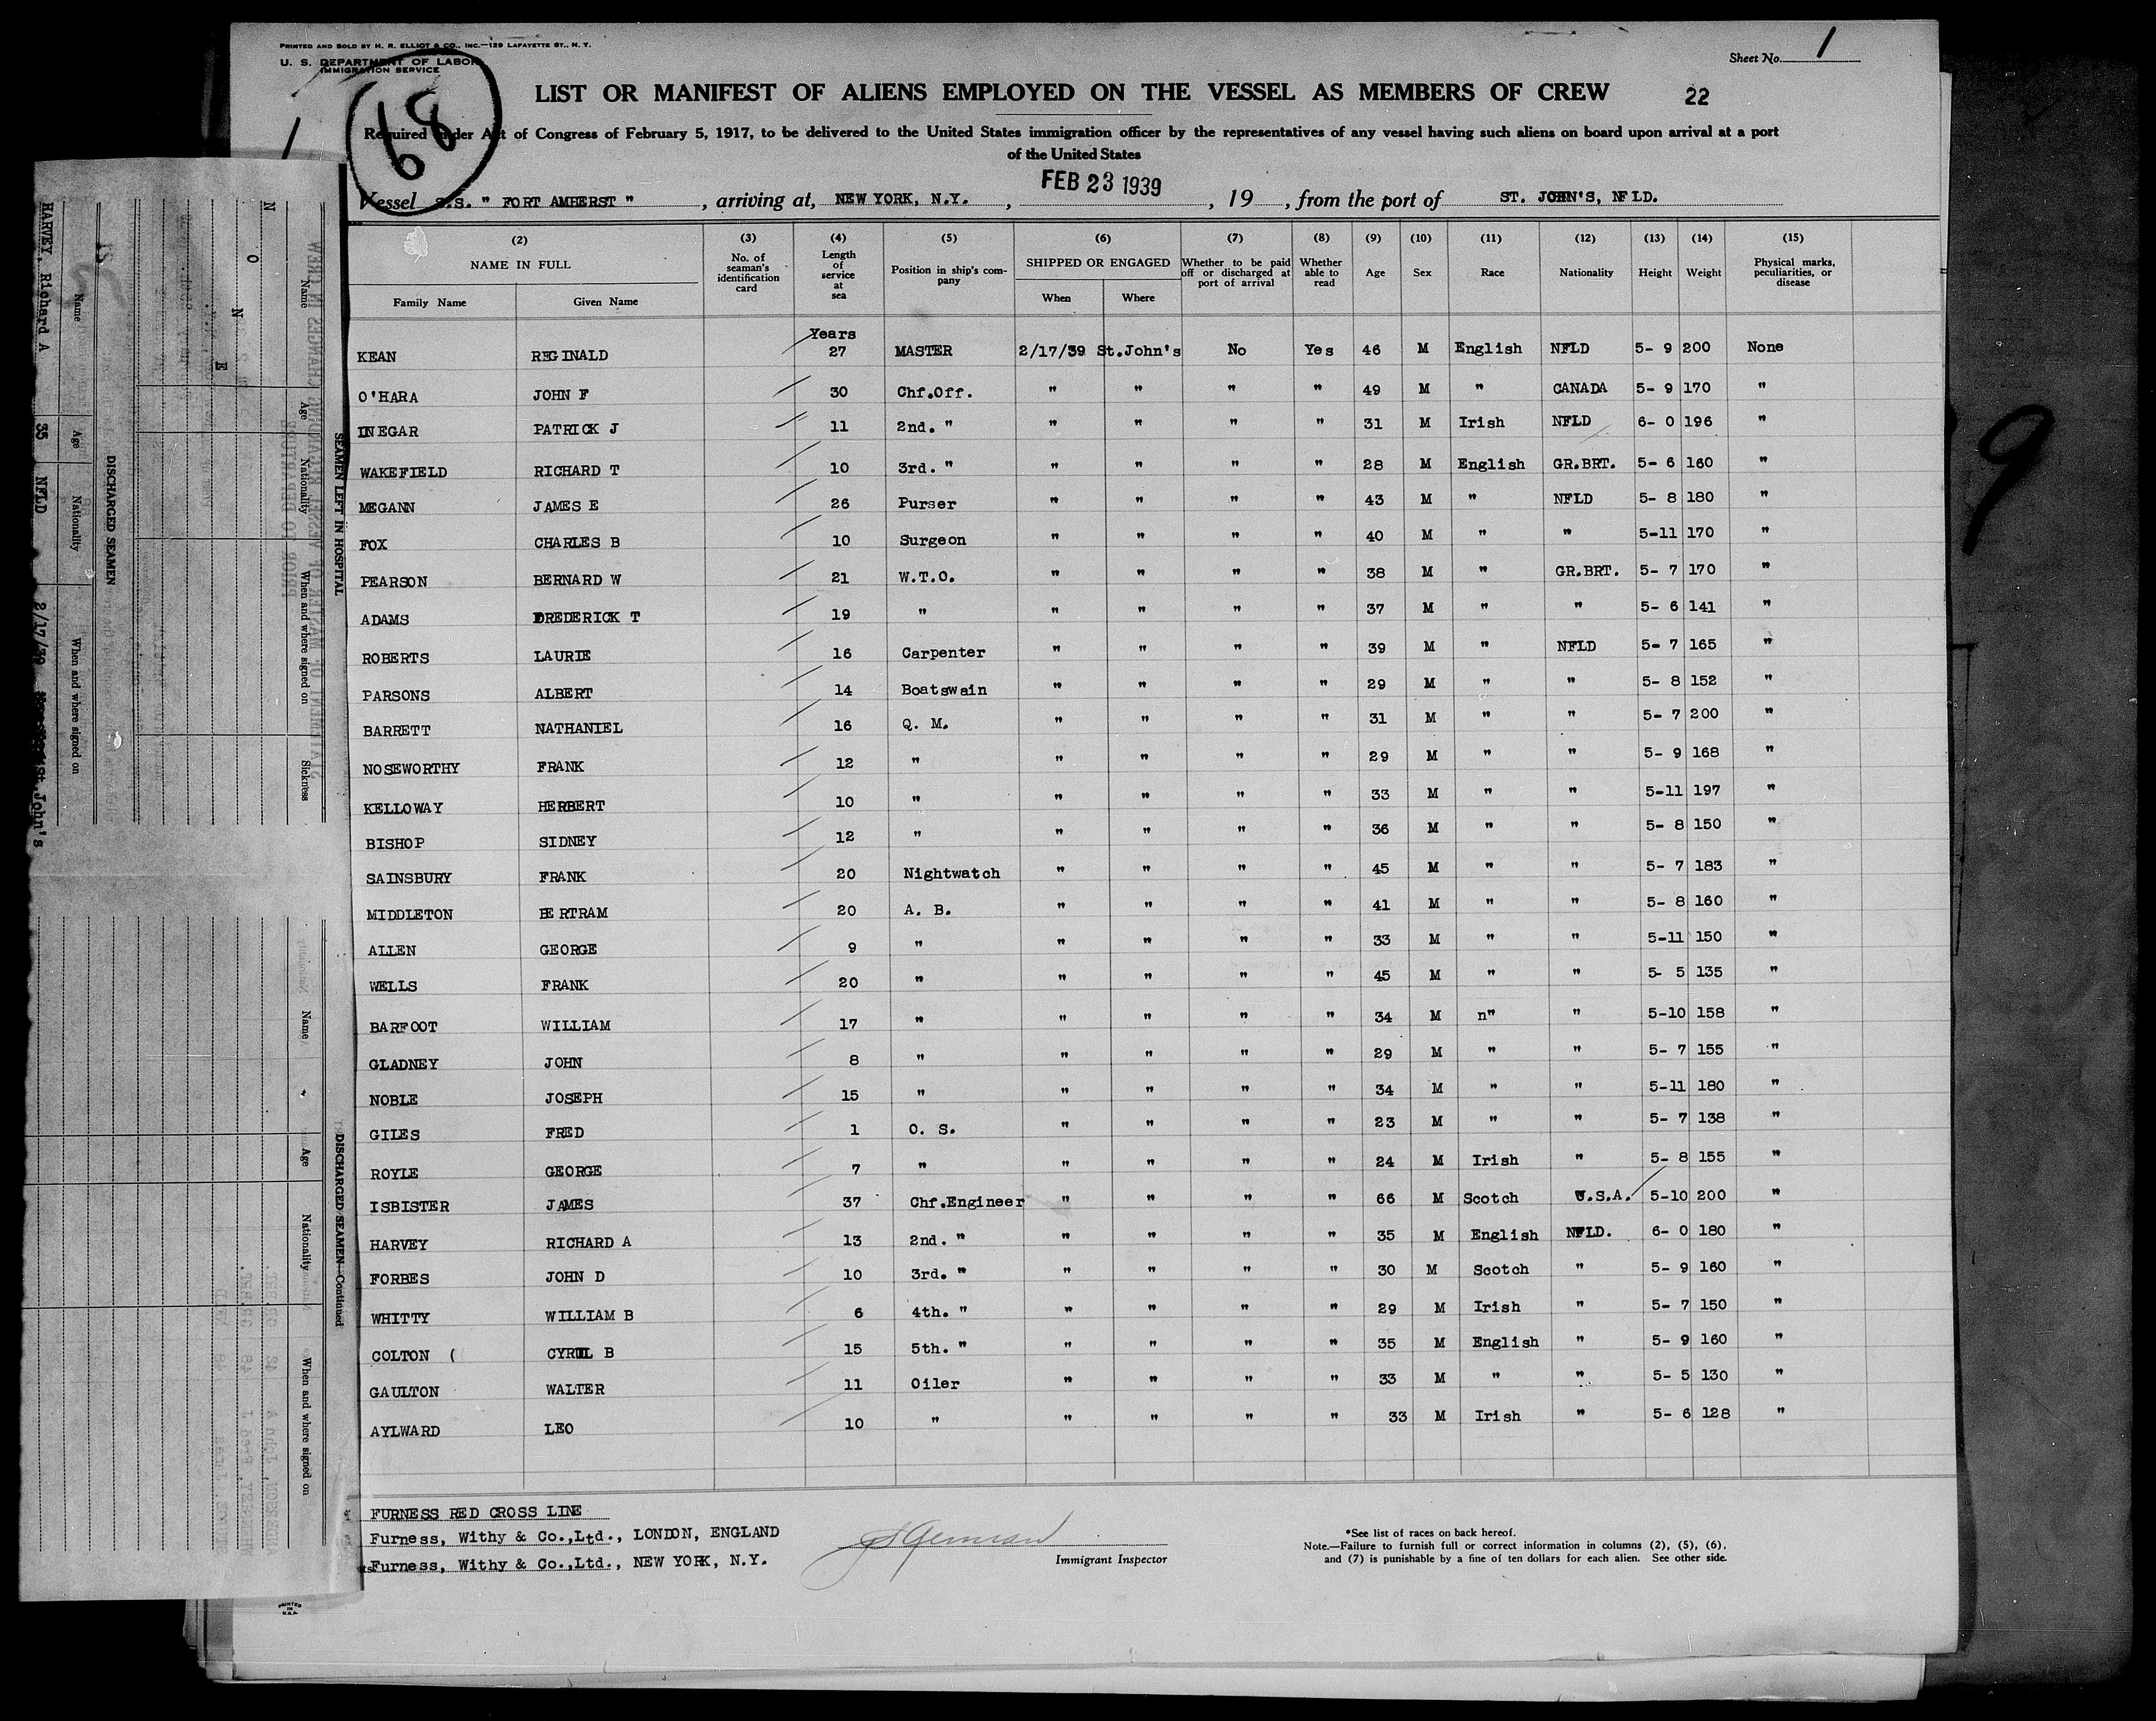 PRINTED AND SOLD BY H. R. ELLIOT & CO., INC.—129 LAFAYETTE ST., N. Y.
U. S. DEPARTMENT OF LABOR
IMMIGRATION SERVICE
68
Sheet No. 1
LIST OR MANIFEST OF ALIENS EMPLOYED ON THE VESSEL AS MEMBERS OF CREW 22
Required under Act of Congress of February 5, 1917, to be delivered to the United States immigration officer by the representatives of any vessel having such aliens on board upon arrival at a port
of the United States
FEB 23 1939
Vessel S.S. " FORT AMHERST ", arriving at, NEW YORK, N.Y. , , 19 , from the port of ST. JOHN'S, NFLD.
(2) (3) (4) (5) (6) (7) (8) (9) (10) (11) (12) (13) (14) (15)
NAME IN FULL No. of seaman's identification card Length of service at sea Position in ship's company SHIPPED OR ENGAGED Whether to be paid off or discharged at port of arrival Whether able to read Age Sex Race Nationality Height Weight Physical marks, peculiarities, or disease
Family Name Given Name When Where
Years
KEAN REGINALD 27 MASTER 2/17/39 St.John's No Yes 46 M English NFLD 5- 9 200 None
O'HARA JOHN F 30 Chf.Off. " " " " 49 M " CANADA 5- 9 170 "
INEGAR PATRICK J 11 2nd. " " " " " 31 M Irish NFLD 6- 0 196 "
WAKEFIELD RICHARD T 10 3rd. " " " " " 28 M English GR.BRT. 5- 6 160 "
MEGANN JAMES E 26 Purser " " " " 43 M " NFLD 5- 8 180 "
FOX CHARLES B 10 Surgeon " " " " 40 M " " 5-11 170 "
PEARSON BERNARD W 21 W.T.O. " " " " 38 M " GR.BRT. 5- 7 170 "
ADAMS DREDERICK T 19 " " " " " 37 M " " 5- 6 141 "
ROBERTS LAURIE 16 Carpenter " " " " 39 M " NFLD 5- 7 165 "
PARSONS ALBERT 14 Boatswain " " " " 29 M " " 5- 8 152 "
BARRETT NATHANIEL 16 Q. M. " " " " 31 M " " 5- 7 200 "
NOSEWORTHY FRANK 12 " " " " " 29 M " " 5- 9 168 "
KELLOWAY HERBERT 10 " " " " " 33 M " " 5-11 197 "
BISHOP SIDNEY 12 " " " " " 36 M " " 5- 8 150 "
SAINSBURY FRANK 20 Nightwatch " " " " 45 M " " 5- 7 183 "
MIDDLETON BERTRAM 20 A. B. " " " " 41 M " " 5- 8 160 "
ALLEN GEORGE 9 " " " " " 33 M " " 5-11 150 "
WELLS FRANK 20 " " " " " 45 M " " 5- 5 135 "
BARFOOT WILLIAM 17 " " " " " 34 M n" " 5-10 158 "
GLADNEY JOHN 8 " " " " " 29 M " " 5- 7 155 "
NOBLE JOSEPH 15 " " " " " 34 M " " 5-11 180 "
GILES FRED 1 O. S. " " " " 23 M " " 5- 7 138 "
ROYLE GEORGE 7 " " " " " 24 M Irish " 5- 8 155 "
ISBISTER JAMES 37 Chf.Engineer " " " " 66 M Scotch U.S.A. 5-10 200 "
HARVEY RICHARD A 13 2nd. " " " " " 35 M English NFLD. 6- 0 180 "
FORBES JOHN D 10 3rd. " " " " " 30 M Scotch " 5- 9 160 "
WHITTY WILLIAM B 6 4th. " " " " " 29 M Irish " 5- 7 150 "
COLTON ( CYRIL B 15 5th. " " " " " 35 M English " 5- 9 160 "
GAULTON WALTER 11 Oiler " " " " 33 M " " 5- 5 130 "
AYLWARD LEO 10 " " " " " 33 M Irish " 5- 6 128 "
FURNESS RED CROSS LINE
Furness, Withy & Co.,Ltd., LONDON, ENGLAND
Furness, Withy & Co.,Ltd., NEW YORK, N.Y.
Immigrant Inspector
*See list of races on back hereof.
Note.—Failure to furnish full or correct information in columns (2), (5), (6),
and (7) is punishable by a fine of ten dollars for each alien. See other side.
PRINTED
IN
U.S.A.
SEAMEN LEFT IN HOSPITAL
Name Age Nationality When and where signed on Sickness
N O N E
DISCHARGED SEAMEN
Name Age Nationality When and where signed on
HARVEY, Richard A 35 NFLD 2/17/39 St.John's
DISCHARGED SEAMEN—Continued
Name Age Nationality When and where signed on
9